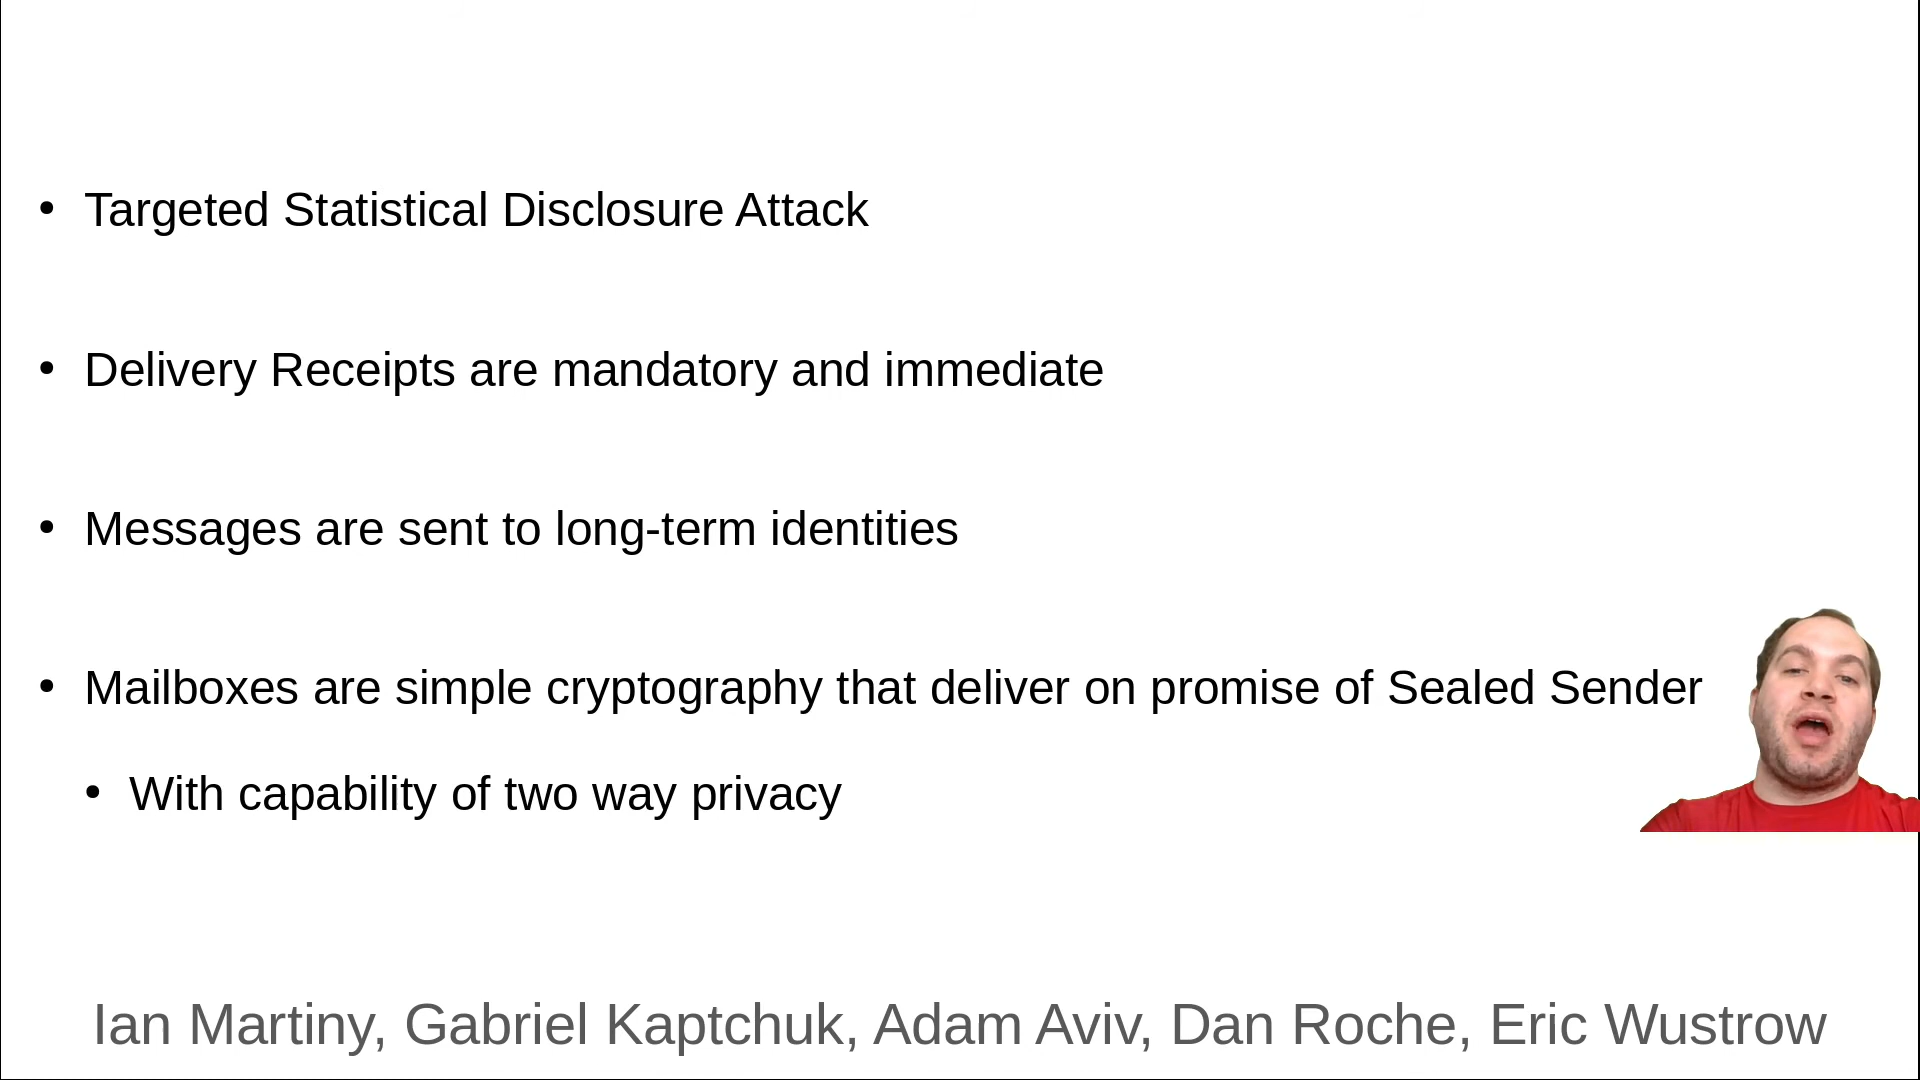 • Targeted Statistical Disclosure Attack
• Delivery Receipts are mandatory and immediate
• Messages are sent to long-term identities
• Mailboxes are simple cryptography that deliver on promise of Sealed Sender
• With capability of two way privacy
Ian Martiny, Gabriel Kaptchuk, Adam Aviv, Dan Roche, Eric Wustrow